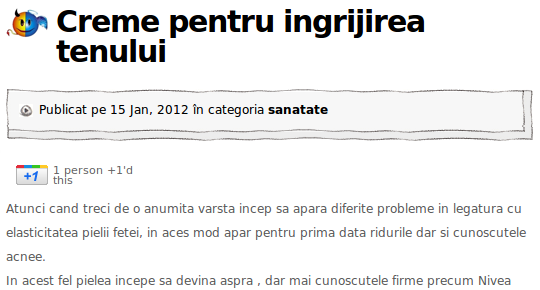 Creme pentru ingrijirea
tenului
Publicat pe 15 Jan, 2012 în categoria sanatate
+1
1 person +1'd
this
Atunci cand treci de o anumita varsta incep sa apara diferite probleme in legatura cu
elasticitatea pielii fetei, in aces mod apar pentru prima data ridurile dar si cunoscutele
acnee.
In acest fel pielea incepe sa devina aspra , dar mai cunoscutele firme precum Nivea